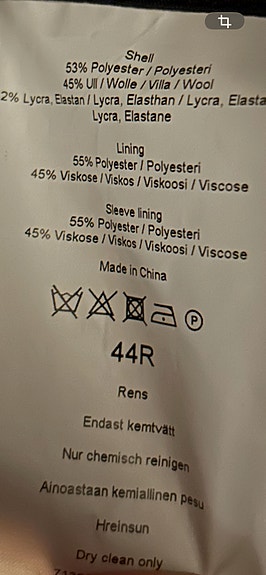 Shell
53% Polyester / Polyesteri
45% Ull / Wolle / Villa / Wool
2% Lycra, Elastan / Lycra, Elasthan / Lycra, Elasta
Lycra, Elastane
Lining
55% Polyester / Polyesteri
45% Viskose / Viskos / Viskoosi / Viscose
Sleeve lining
55% Polyester / Polyesteri
45% Viskose / Viskos / Viskoosi / Viscose
Made in China
P
44R
Rens
Endast kemtvätt
Nur chemisch reinigen
Ainoastaan kemiallinen pesu
Hreinsun
Dry clean only